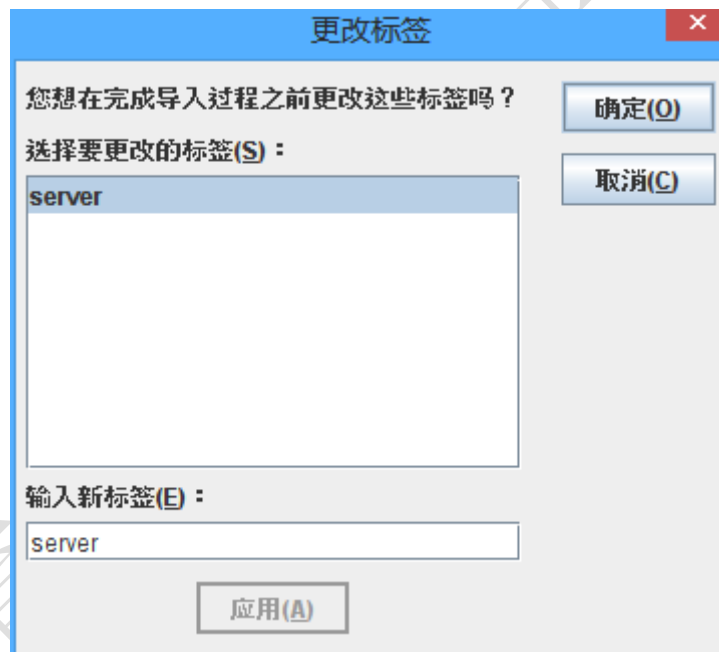 更改标签
您想在完成导入过程之前更改这些标签吗？
确定(O)
选择要更改的标签(S)：
取消(C)
server
输入新标签(E)：
server
应用(A)